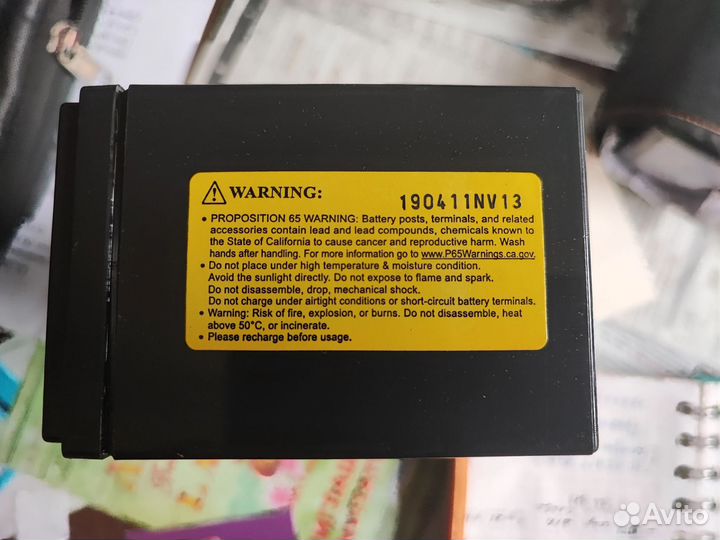 WARNING: 190411NV13
• PROPOSITION 65 WARNING: Battery posts, terminals, and related
accessories contain lead and lead compounds, chemicals known to
the State of California to cause cancer and reproductive harm. Wash
hands after handling. For more information go to www.P65Warnings.ca.gov.
• Do not place under high temperature & moisture condition.
Avoid the sunlight directly. Do not expose to flame and spark.
Do not disassemble, drop, mechanical shock.
Do not charge under airtight conditions or short-circuit battery terminals.
• Warning: Risk of fire, explosion, or burns. Do not disassemble, heat
above 50°C, or incinerate.
• Please recharge before usage.
Avito